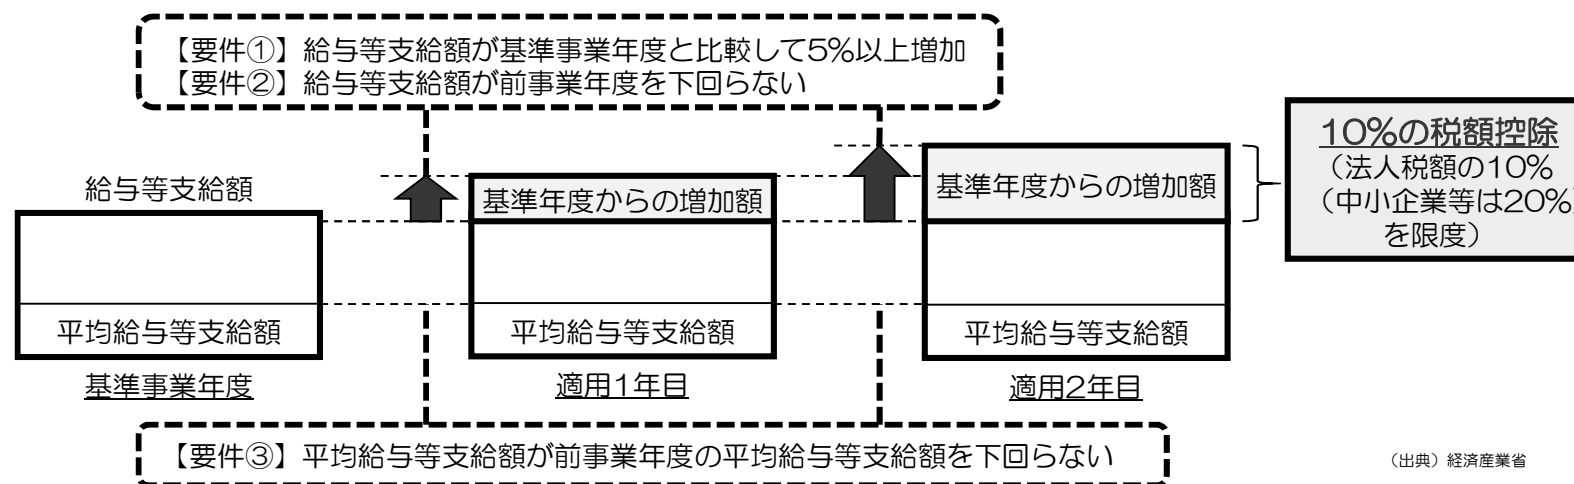 【要件①】給与等支給額が基準事業年度と比較して5%以上増加
【要件②】給与等支給額が前事業年度を下回らない
10%の税額控除
（法人税額の10%
（中小企業等は20%）
を限度）
給与等支給額
基準年度からの増加額
基準年度からの増加額
平均給与等支給額
平均給与等支給額
平均給与等支給額
基準事業年度
適用1年目
適用2年目
【要件③】平均給与等支給額が前事業年度の平均給与等支給額を下回らない
（出典）経済産業省